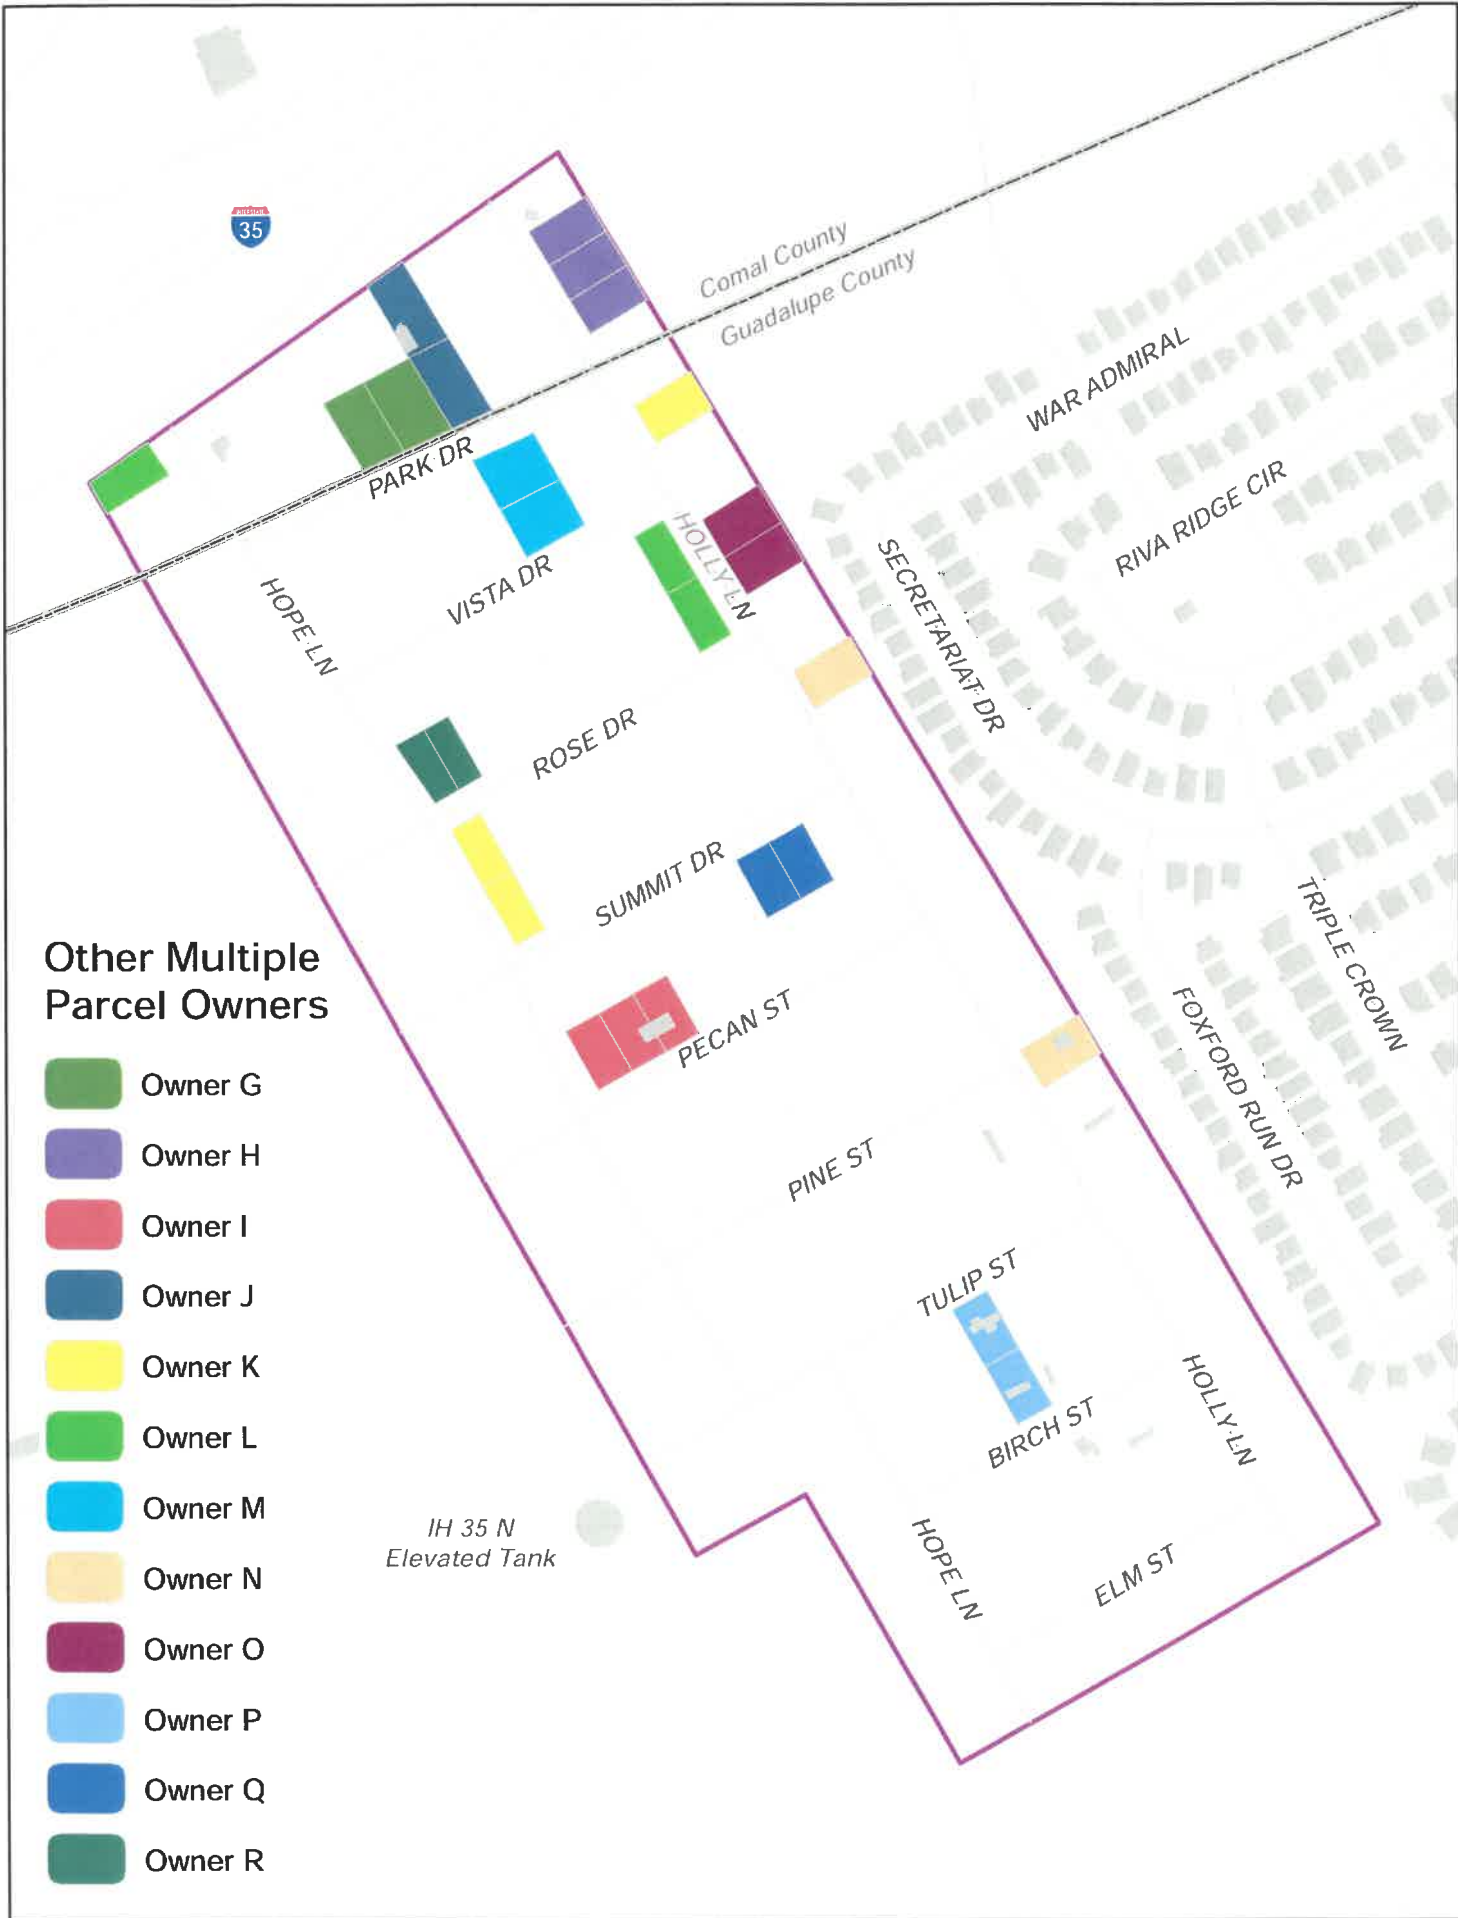 35
Comal County
Guadalupe County
WAR ADMIRAL
PARK DR
RIVA RIDGE CIR
HOLLY LN
SECRETARIAT DR
VISTA DR
HOPE LN
ROSE DR
SUMMIT DR
TRIPLE CROWN
Other Multiple
Parcel Owners
PECAN ST
FOXFORD RUN DR
Owner G
Owner H
PINE ST
Owner I
TULIP ST
Owner J
Owner K
HOLLY LN
Owner L
BIRCH ST
Owner M
IH 35 N
Elevated Tank
HOPE LN
ELM ST
Owner N
Owner O
Owner P
Owner Q
Owner R